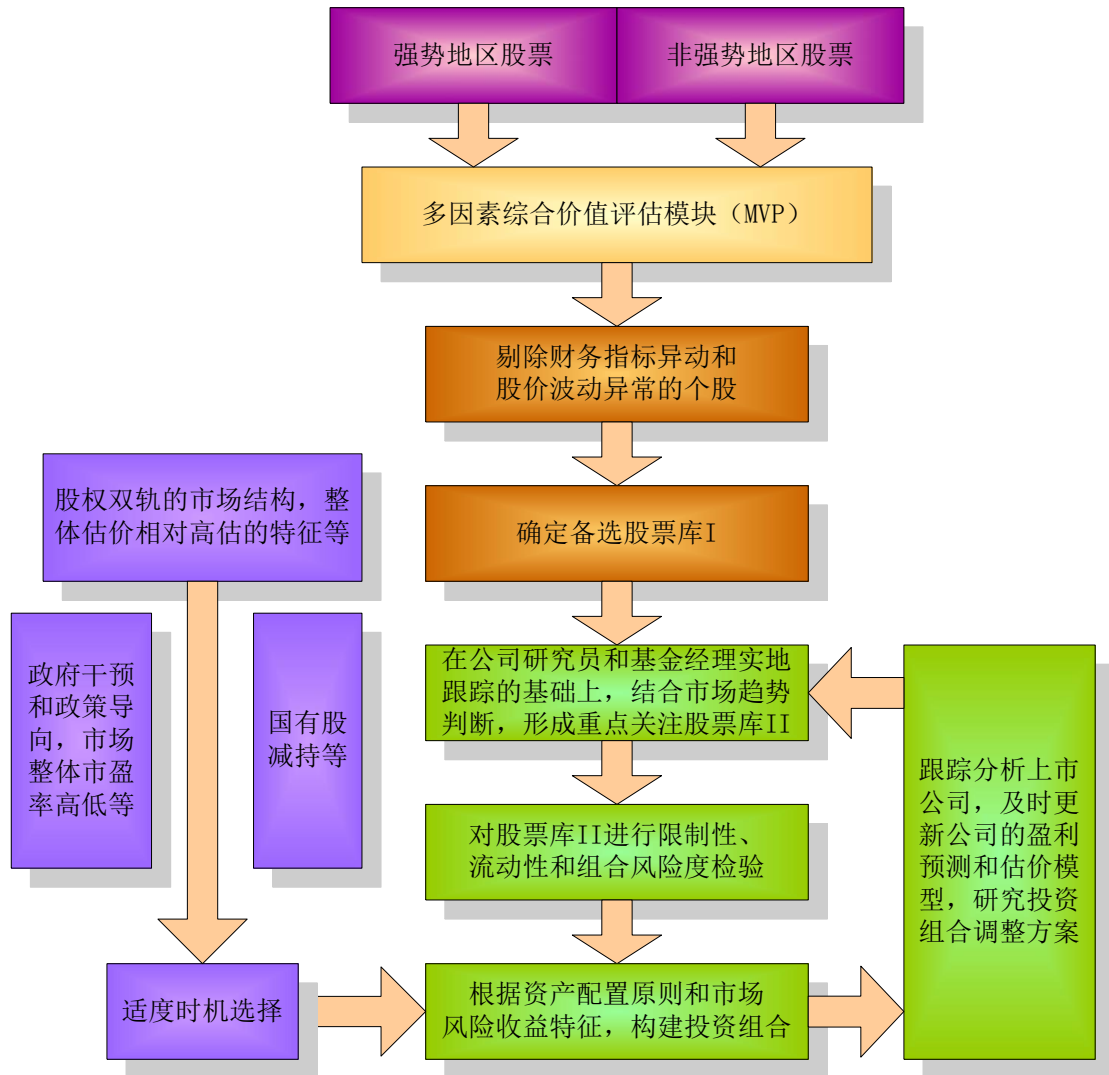 强势地区股票
非强势地区股票
多因素综合价值评估模块（MVP）
剔除财务指标异动和
股价波动异常的个股
股权双轨的市场结构，整
体估价相对高估的特征等
确定备选股票库I
政府干预
和政策导
向，市场
整体市盈
率高低等
国有股
减持等
在公司研究员和基金经理实地
跟踪的基础上，结合市场趋势
判断，形成重点关注股票库II
跟踪分析上市
公司，及时更
新公司的盈利
预测和估价模
型，研究投资
组合调整方案
对股票库II进行限制性、
流动性和组合风险度检验
适度时机选择
根据资产配置原则和市场
风险收益特征，构建投资组合